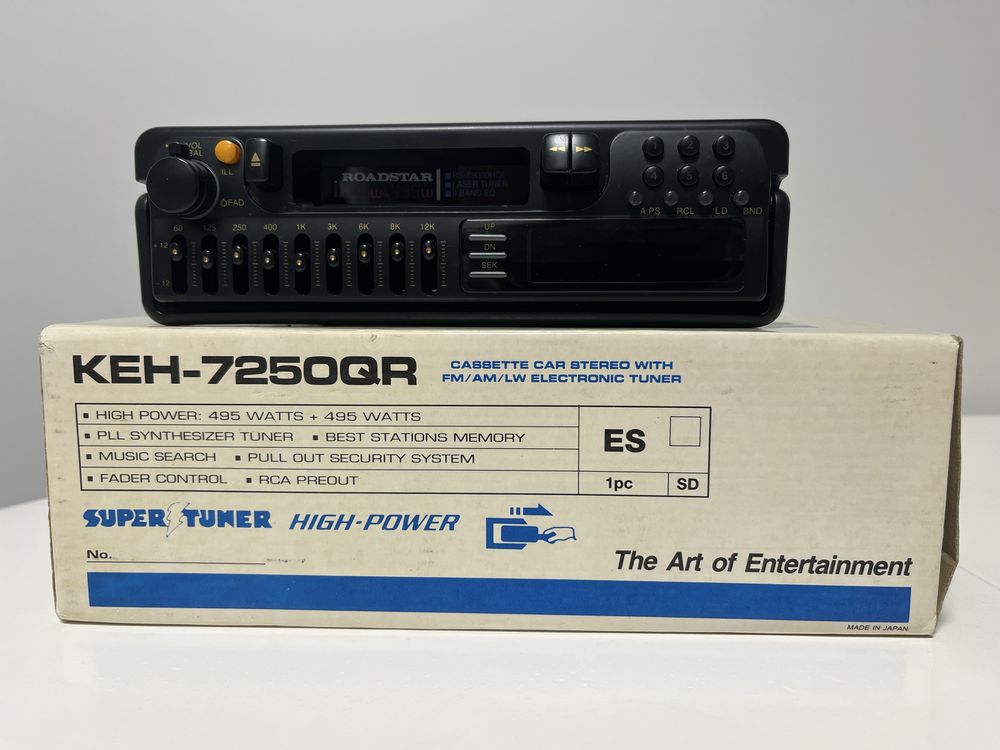 VOL
BAL
ILL
FAD
ROADSTAR
LASER TUNER
9 BAND EQ
1 2 3
4 5 6
A.PS RCL LD BND
60 125 250 400 1K 3K 6K 8K 12K
+12
-12
UP
DN
SEK
KEH-7250QR
CASSETTE CAR STEREO WITH
FM/AM/LW ELECTRONIC TUNER
▪ HIGH POWER: 495 WATTS + 495 WATTS
▪ PLL SYNTHESIZER TUNER ▪ BEST STATIONS MEMORY
▪ MUSIC SEARCH ▪ PULL OUT SECURITY SYSTEM
▪ FADER CONTROL ▪ RCA PREOUT
ES
1pc SD
SUPER TUNER HIGH-POWER
No.
The Art of Entertainment
MADE IN JAPAN